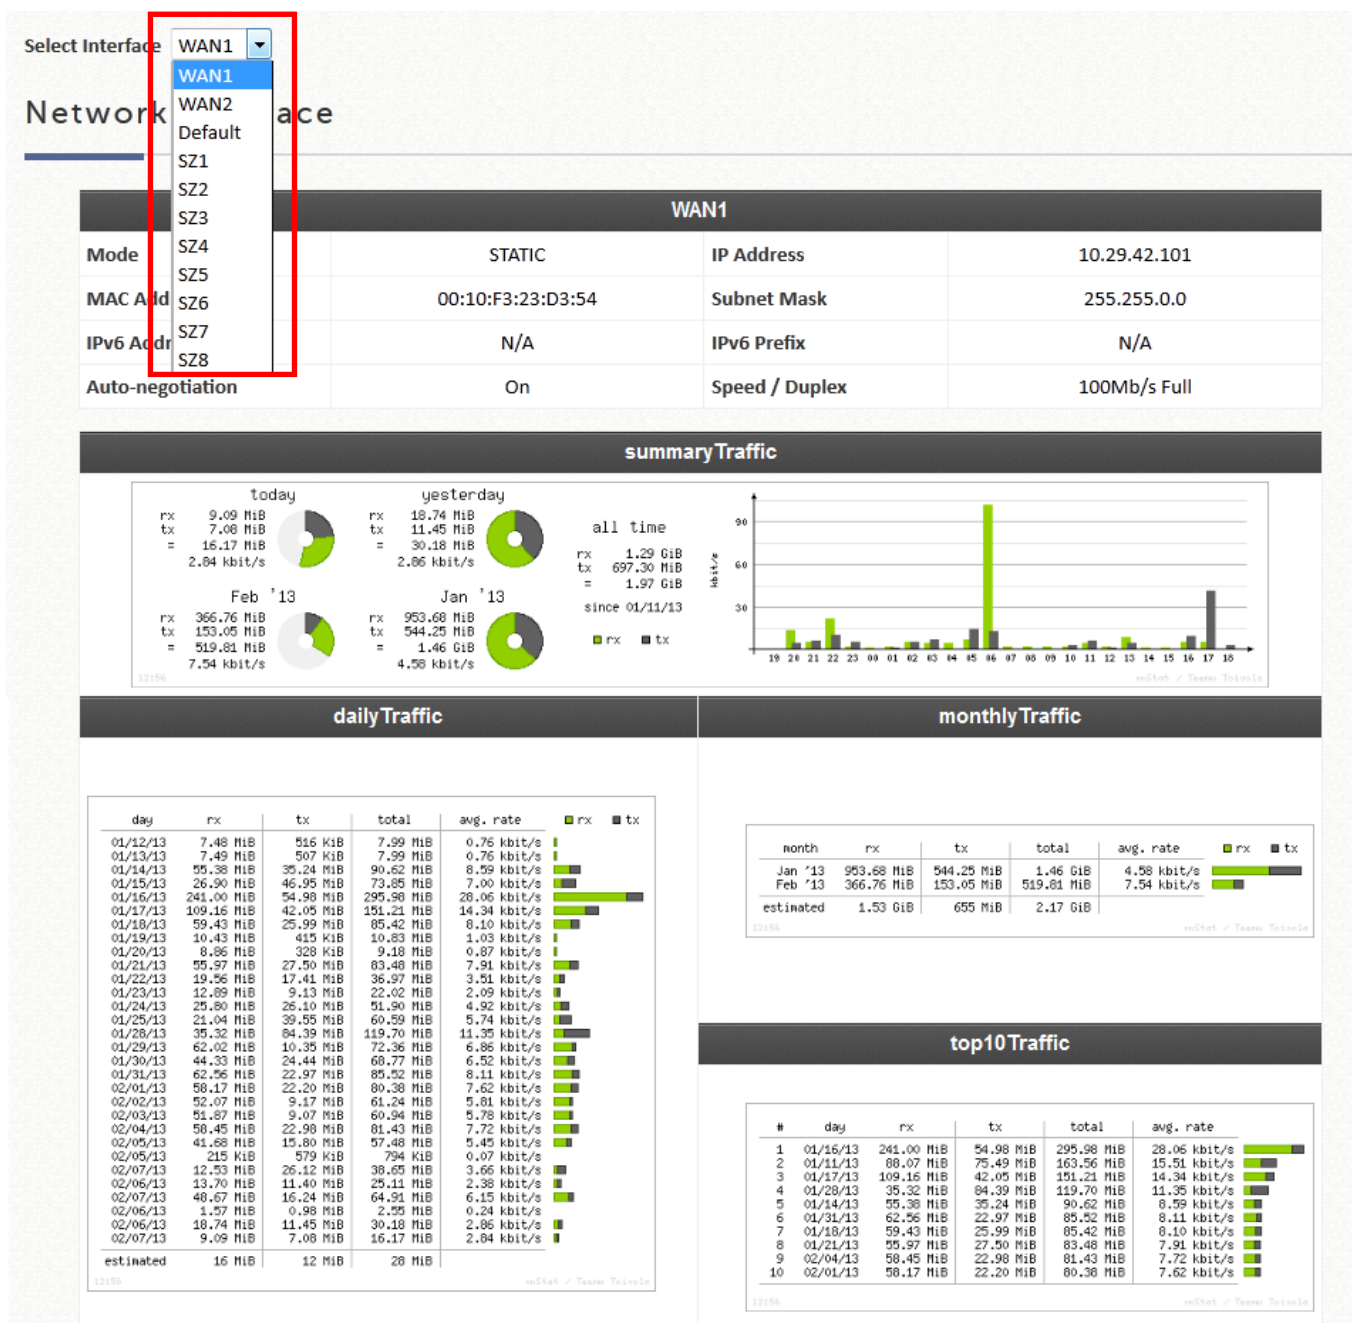 Select Interface WAN1
WAN1
WAN2
Default
SZ1
SZ2
SZ3
SZ4
SZ5
SZ6
SZ7
SZ8
Network ace
WAN1
Mode STATIC IP Address 10.29.42.101
MAC Add 00:10:F3:23:D3:54 Subnet Mask 255.255.0.0
IPv6 Addr N/A IPv6 Prefix N/A
Auto-negotiation On Speed / Duplex 100Mb/s Full
summaryTraffic
today
rx 9.09 MiB
tx 7.08 MiB
= 16.17 MiB
2.84 kbit/s
yesterday
rx 18.74 MiB
tx 11.45 MiB
= 30.18 MiB
2.86 kbit/s
Feb '13
rx 366.76 MiB
tx 153.05 MiB
= 519.81 MiB
7.54 kbit/s
Jan '13
rx 953.68 MiB
tx 544.25 MiB
= 1.46 GiB
4.58 kbit/s
all time
rx 1.29 GiB
tx 697.30 MiB
= 1.97 GiB
since 01/11/13
rx tx
kbit/s
90
60
30
19 20 21 22 23 00 01 02 03 04 05 06 07 08 09 10 11 12 13 14 15 16 17 18
12:56 vnStat / Teemu Toivola
dailyTraffic
day rx tx total avg. rate rx tx
01/12/13 7.48 MiB 516 KiB 7.99 MiB 0.76 kbit/s
01/13/13 7.49 MiB 507 KiB 7.99 MiB 0.76 kbit/s
01/14/13 55.38 MiB 35.24 MiB 90.62 MiB 8.59 kbit/s
01/15/13 26.90 MiB 46.95 MiB 73.85 MiB 7.00 kbit/s
01/16/13 241.00 MiB 54.98 MiB 295.98 MiB 28.06 kbit/s
01/17/13 109.16 MiB 42.05 MiB 151.21 MiB 14.34 kbit/s
01/18/13 59.43 MiB 25.99 MiB 85.42 MiB 8.10 kbit/s
01/19/13 10.43 MiB 415 KiB 10.83 MiB 1.03 kbit/s
01/20/13 8.86 MiB 328 KiB 9.18 MiB 0.87 kbit/s
01/21/13 55.97 MiB 27.50 MiB 83.48 MiB 7.91 kbit/s
01/22/13 19.56 MiB 17.41 MiB 36.97 MiB 3.51 kbit/s
01/23/13 12.89 MiB 9.13 MiB 22.02 MiB 2.09 kbit/s
01/24/13 25.80 MiB 26.10 MiB 51.90 MiB 4.92 kbit/s
01/25/13 21.04 MiB 39.55 MiB 60.59 MiB 5.74 kbit/s
01/28/13 35.32 MiB 84.39 MiB 119.70 MiB 11.35 kbit/s
01/29/13 62.02 MiB 10.35 MiB 72.36 MiB 6.86 kbit/s
01/30/13 44.33 MiB 24.44 MiB 68.77 MiB 6.52 kbit/s
01/31/13 62.56 MiB 22.97 MiB 85.52 MiB 8.11 kbit/s
02/01/13 58.17 MiB 22.20 MiB 80.38 MiB 7.62 kbit/s
02/02/13 52.07 MiB 9.17 MiB 61.24 MiB 5.81 kbit/s
02/03/13 51.87 MiB 9.07 MiB 60.94 MiB 5.78 kbit/s
02/04/13 58.45 MiB 22.98 MiB 81.43 MiB 7.72 kbit/s
02/05/13 41.68 MiB 15.80 MiB 57.48 MiB 5.45 kbit/s
02/05/13 215 KiB 579 KiB 794 KiB 0.07 kbit/s
02/07/13 12.53 MiB 26.12 MiB 38.65 MiB 3.66 kbit/s
02/06/13 13.70 MiB 11.40 MiB 25.11 MiB 2.38 kbit/s
02/07/13 48.67 MiB 16.24 MiB 64.91 MiB 6.15 kbit/s
02/06/13 1.57 MiB 0.98 MiB 2.55 MiB 0.24 kbit/s
02/06/13 18.74 MiB 11.45 MiB 30.18 MiB 2.86 kbit/s
02/07/13 9.09 MiB 7.08 MiB 16.17 MiB 2.84 kbit/s
estimated 16 MiB 12 MiB 28 MiB
12:56 vnStat / Teemu Toivola
monthlyTraffic
month rx tx total avg. rate rx tx
Jan '13 953.68 MiB 544.25 MiB 1.46 GiB 4.58 kbit/s
Feb '13 366.76 MiB 153.05 MiB 519.81 MiB 7.54 kbit/s
estimated 1.53 GiB 655 MiB 2.17 GiB
12:56 vnStat / Teemu Toivola
top10Traffic
# day rx tx total avg. rate
1 01/16/13 241.00 MiB 54.98 MiB 295.98 MiB 28.06 kbit/s
2 01/11/13 88.07 MiB 75.49 MiB 163.56 MiB 15.51 kbit/s
3 01/17/13 109.16 MiB 42.05 MiB 151.21 MiB 14.34 kbit/s
4 01/28/13 35.32 MiB 84.39 MiB 119.70 MiB 11.35 kbit/s
5 01/14/13 55.38 MiB 35.24 MiB 90.62 MiB 8.59 kbit/s
6 01/31/13 62.56 MiB 22.97 MiB 85.52 MiB 8.11 kbit/s
7 01/18/13 59.43 MiB 25.99 MiB 85.42 MiB 8.10 kbit/s
8 01/21/13 55.97 MiB 27.50 MiB 83.48 MiB 7.91 kbit/s
9 02/04/13 58.45 MiB 22.98 MiB 81.43 MiB 7.72 kbit/s
10 02/01/13 58.17 MiB 22.20 MiB 80.38 MiB 7.62 kbit/s
12:56 vnStat / Teemu Toivola